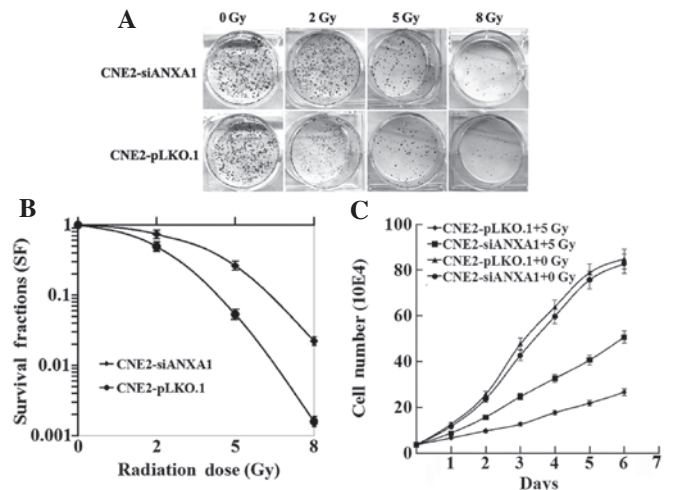 A
0 Gy 2 Gy 5 Gy 8 Gy
CNE2-siANXA1
CNE2-pLKO.1
B
Survival fractions (SF)
1
0.1
0.01
0.001
0 2 5 8
Radiation dose (Gy)
CNE2-siANXA1
CNE2-pLKO.1
C
Cell number (10E4)
100
80
60
40
20
0
1 2 3 4 5 6 7
Days
CNE2-pLKO.1+5 Gy
CNE2-siANXA1+5 Gy
CNE2-pLKO.1+0 Gy
CNE2-siANXA1+0 Gy